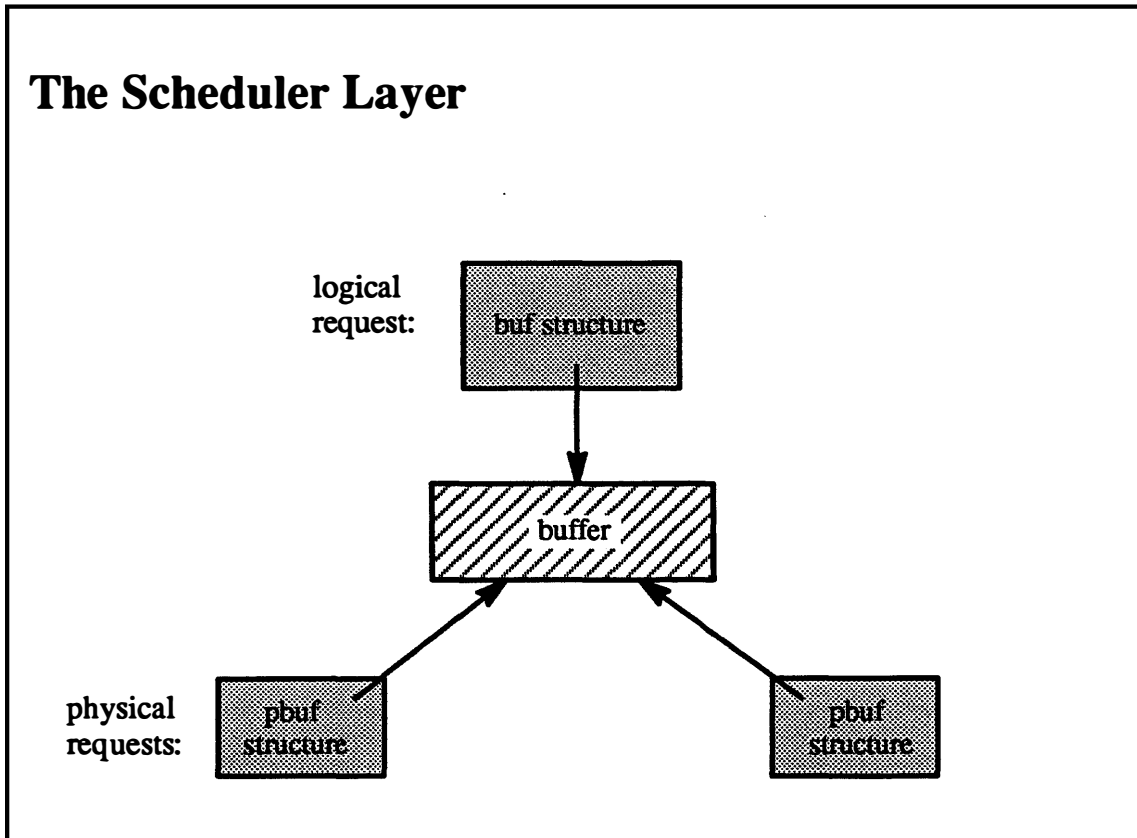 The Scheduler Layer
logical
request:
buf structure
buffer
physical
requests:
pbuf
structure
pbuf
structure